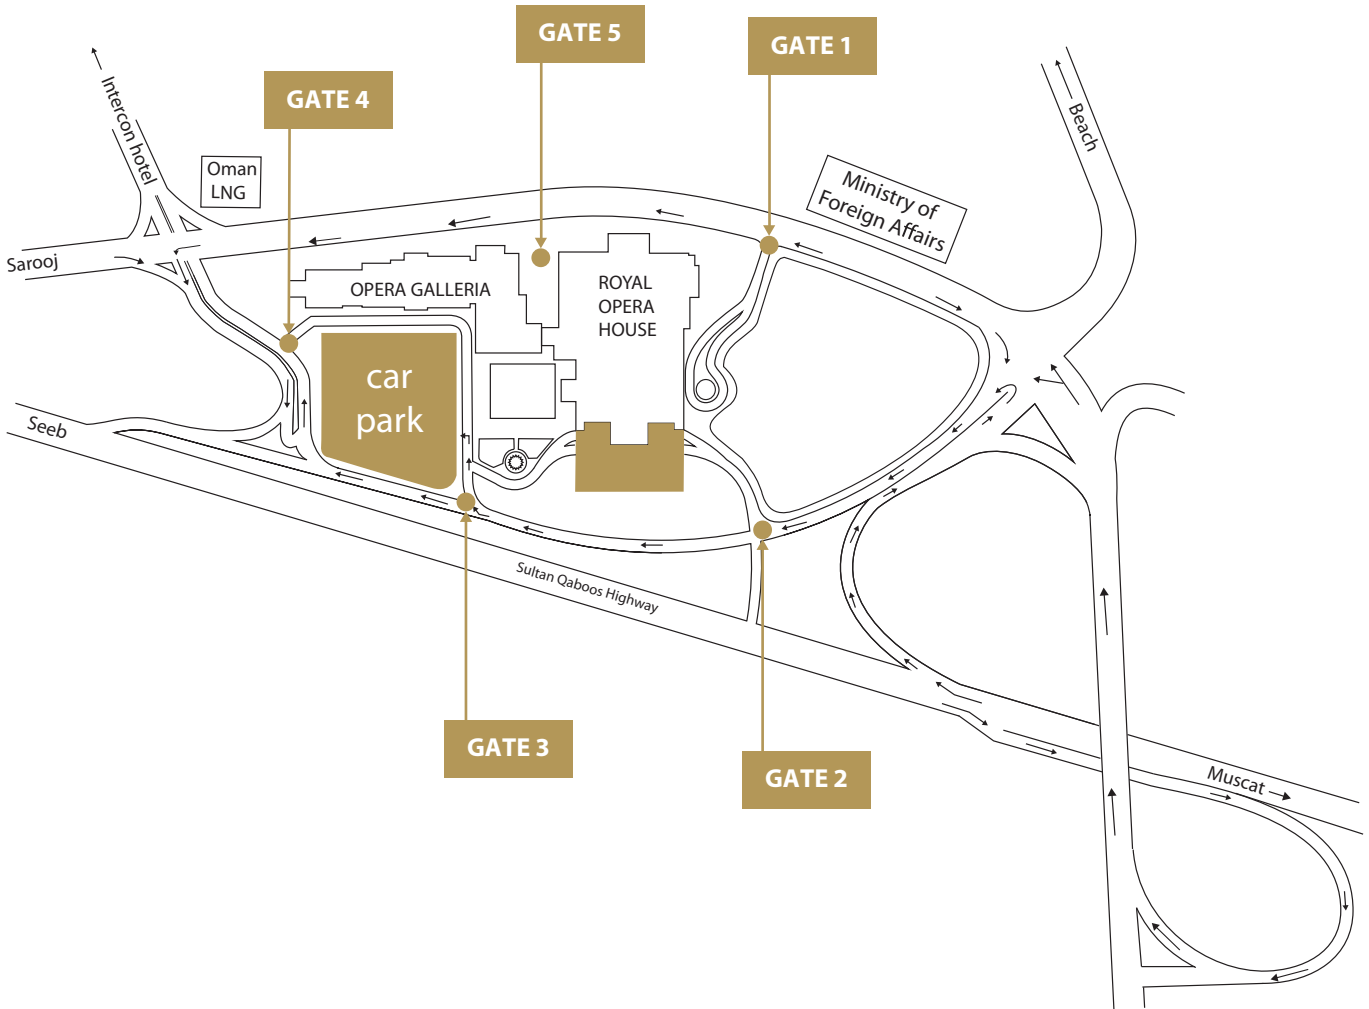 GATE 5
GATE 1
GATE 4
Intercon hotel
Beach
Oman
LNG
Ministry of
Foreign Affairs
Sarooj
OPERA GALLERIA
ROYAL
OPERA
HOUSE
car
park
Seeb
Sultan Qaboos Highway
GATE 3
GATE 2
Muscat